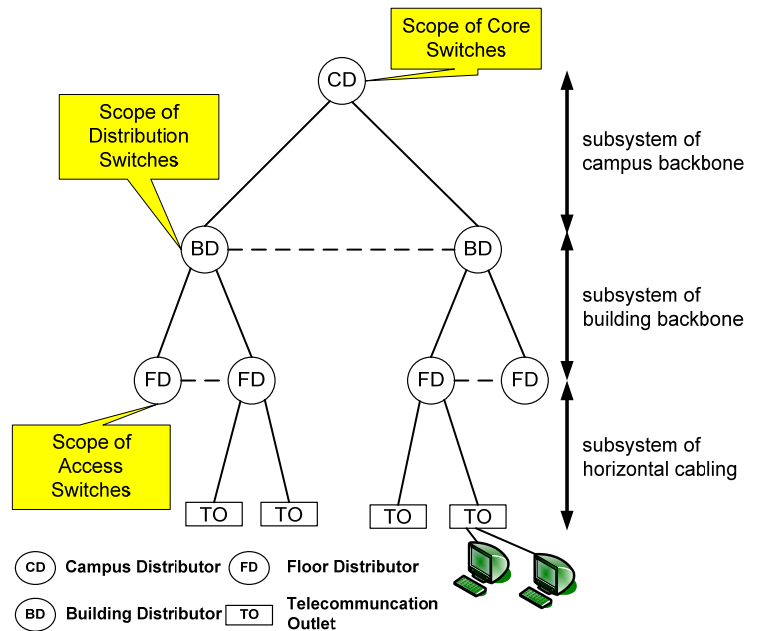 Scope of Core
Switches
CD
Scope of
Distribution
Switches
subsystem of
campus backbone
BD
BD
subsystem of
building backbone
FD
FD
FD
FD
Scope of
Access
Switches
subsystem of
horizontal cabling
TO
TO
TO
TO
CD Campus Distributor
FD Floor Distributor
BD Building Distributor
TO Telecommuncation
Outlet